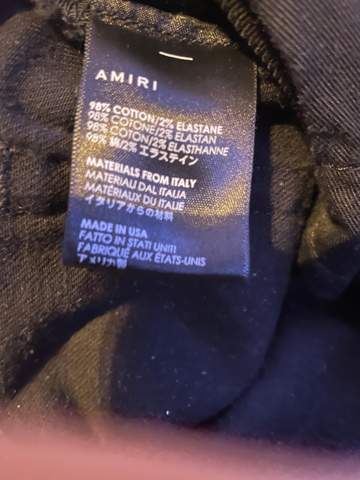 AMIRI
98% COTTON/2% ELASTANE
98% COTONE/2% ELASTAN
98% COTON/2% ELASTHANNE
98% 綿/2% エラステイン
MATERIALS FROM ITALY
MATERIALI DAL ITALIA
MATÉRIAUX DU ITALIE
イタリアからの材料
MADE IN USA
FATTO IN STATI UNITI
FABRIQUÉ AUX ÉTATS-UNIS
アメリカ製